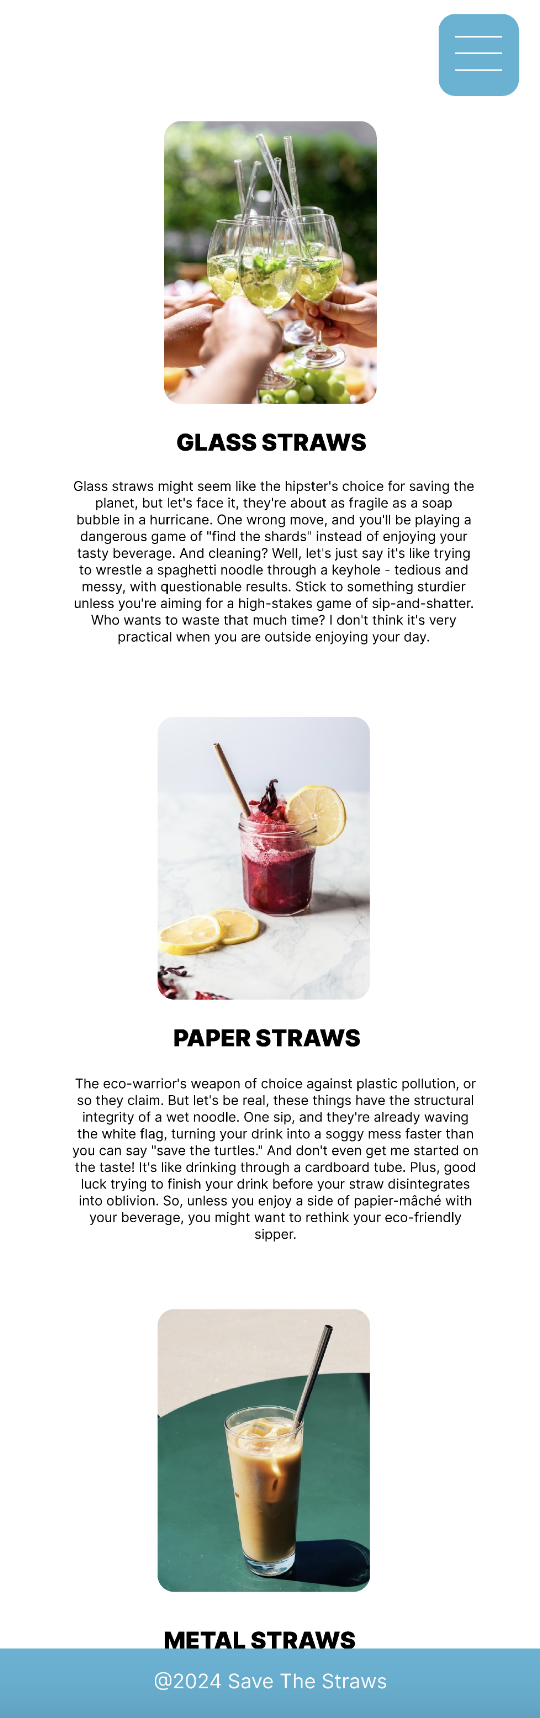 GLASS STRAWS
Glass straws might seem like the hipster's choice for saving the
planet, but let's face it, they're about as fragile as a soap
bubble in a hurricane. One wrong move, and you'll be playing a
dangerous game of "find the shards" instead of enjoying your
tasty beverage. And cleaning? Well, let's just say it's like trying
to wrestle a spaghetti noodle through a keyhole - tedious and
messy, with questionable results. Stick to something sturdier
unless you're aiming for a high-stakes game of sip-and-shatter.
Who wants to waste that much time? I don't think it's very
practical when you are outside enjoying your day.
PAPER STRAWS
The eco-warrior's weapon of choice against plastic pollution, or
so they claim. But let's be real, these things have the structural
integrity of a wet noodle. One sip, and they're already waving
the white flag, turning your drink into a soggy mess faster than
you can say "save the turtles." And don't even get me started on
the taste! It's like drinking through a cardboard tube. Plus, good
luck trying to finish your drink before your straw disintegrates
into oblivion. So, unless you enjoy a side of papier-mâché with
your beverage, you might want to rethink your eco-friendly
sipper.
METAL STRAWS
@2024 Save The Straws